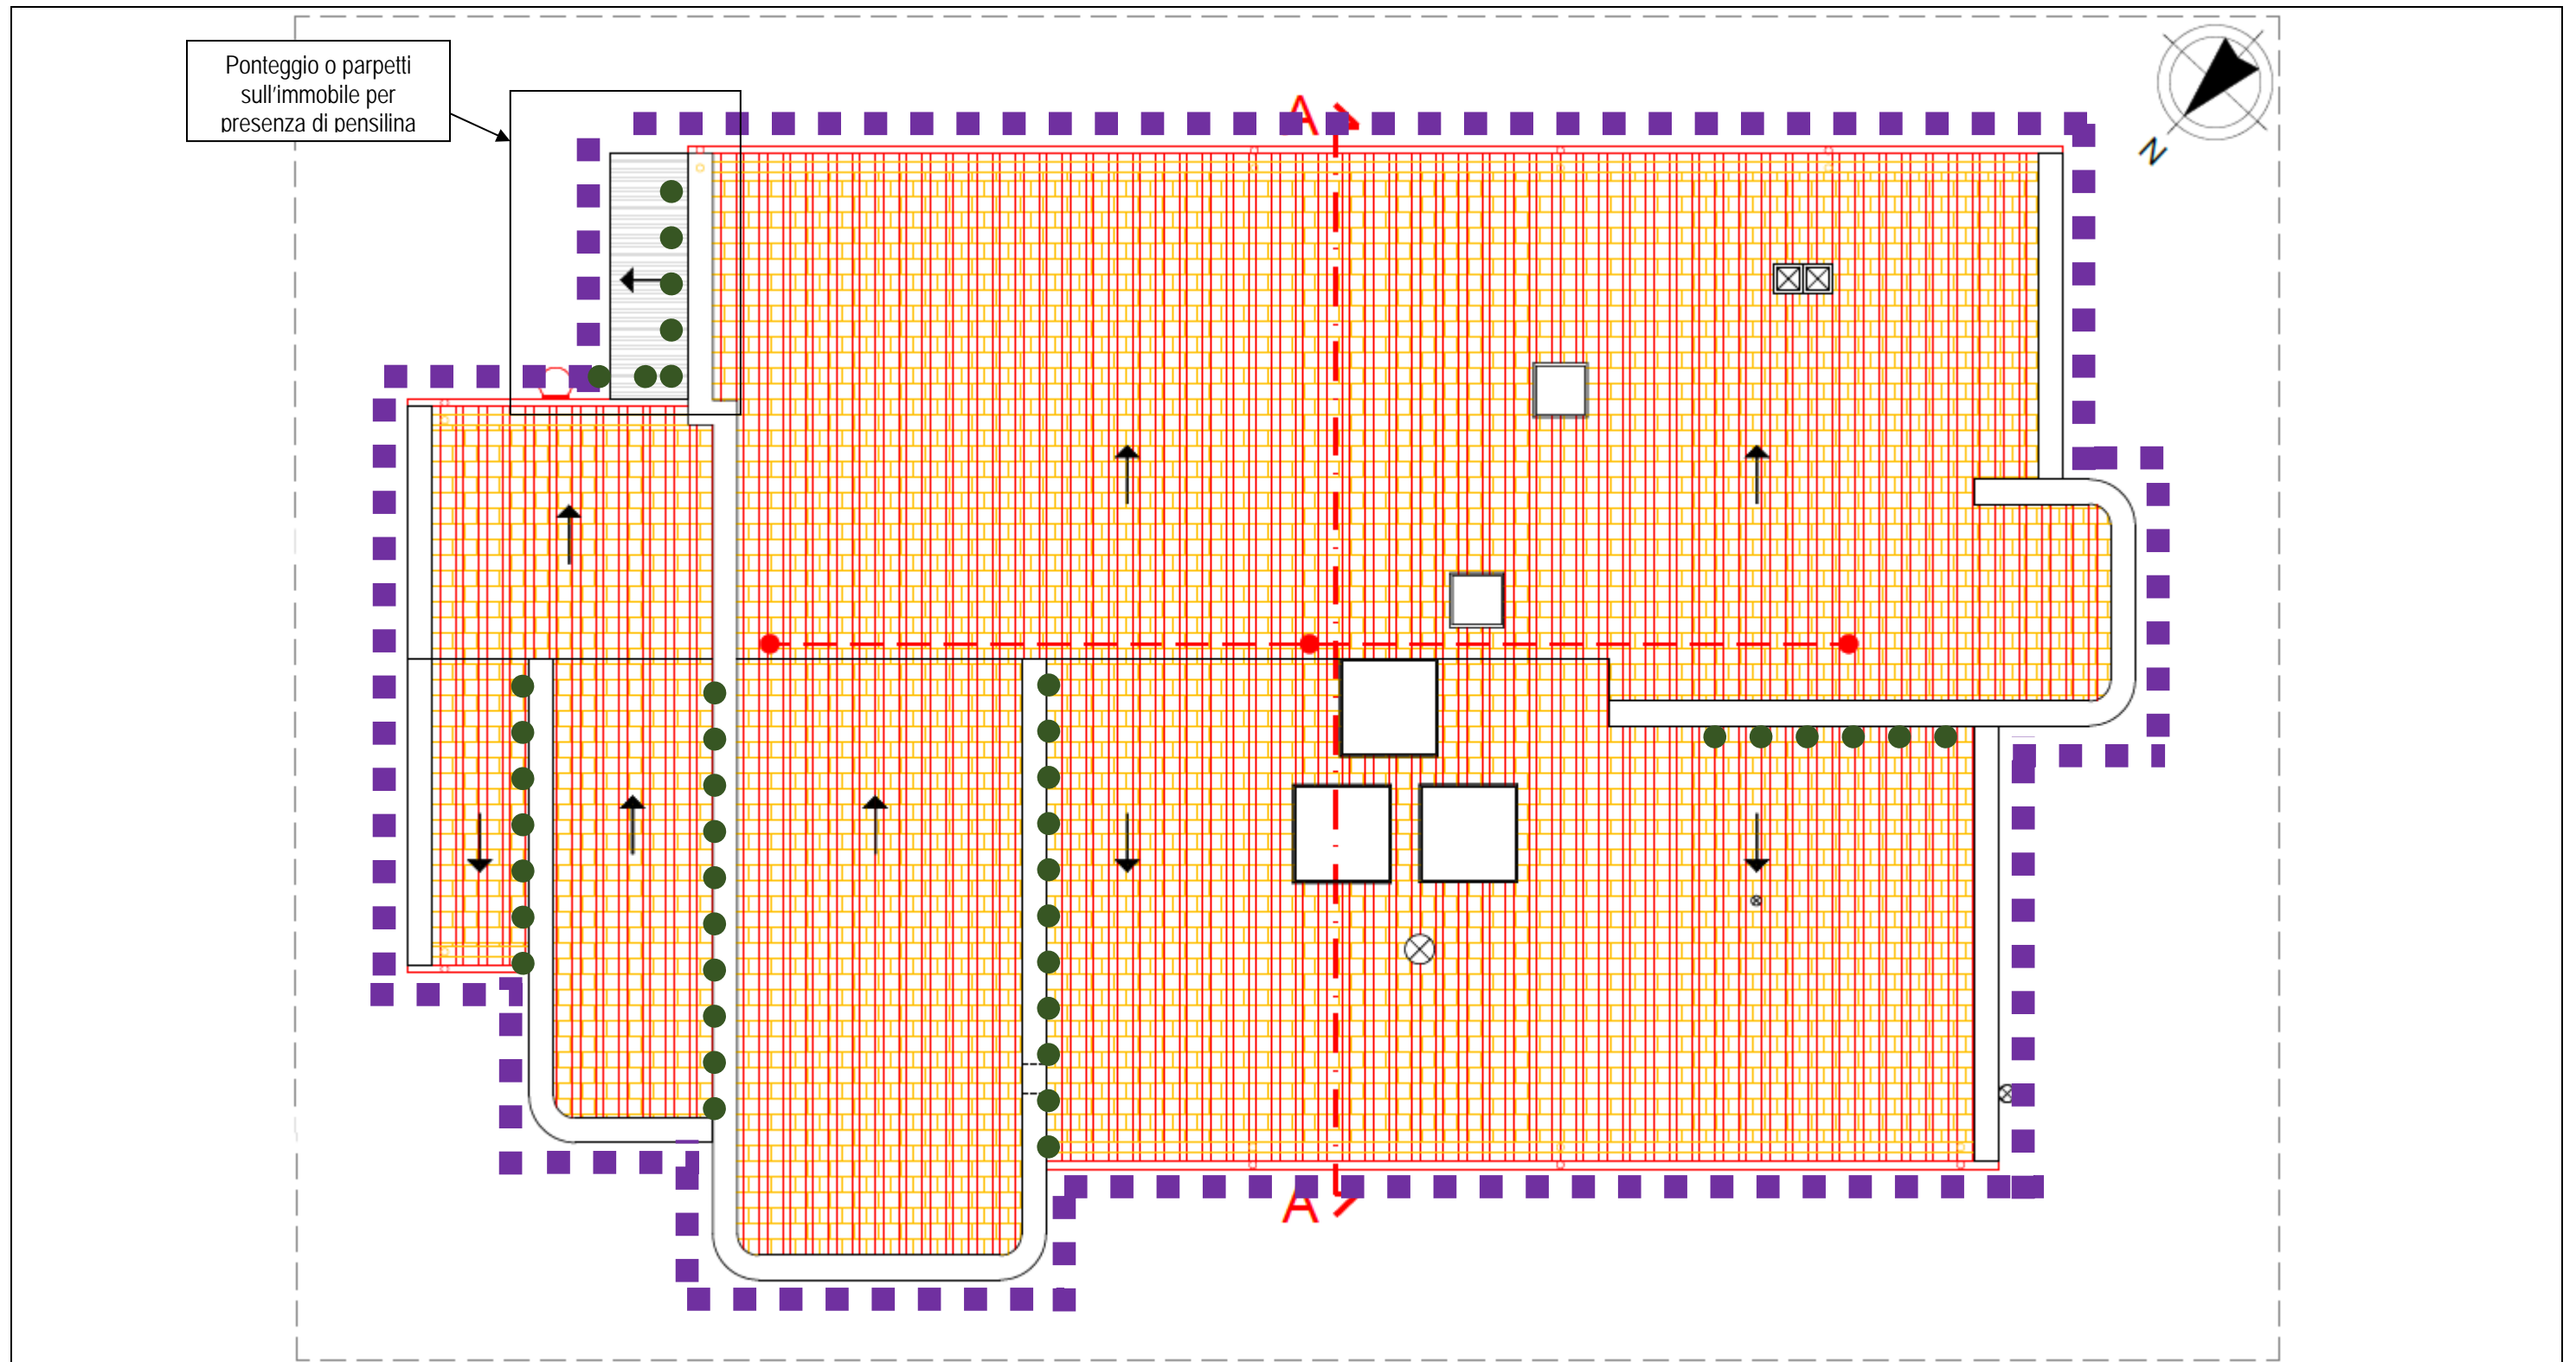 Ponteggio o parpetti
sull'immobile per
presenza di pensilina
A
N
A